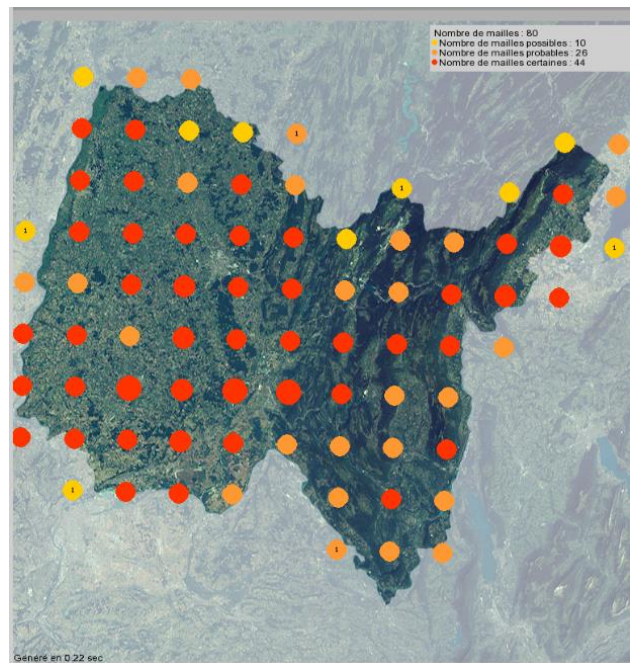 Nombre de mailles : 80
Nombre de mailles possibles : 10
Nombre de mailles probables : 26
Nombre de mailles certaines : 44
1
1
1
1
1
1
Généré en 0.22 sec